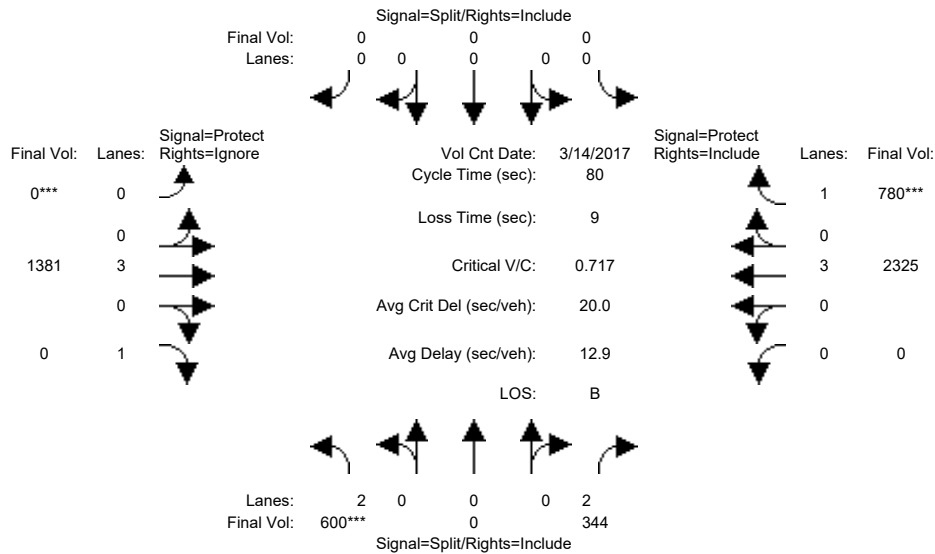 Signal=Split/Rights=Include
Final Vol: 0 0 0
Lanes: 0 0 0 0 0
Signal=Protect Signal=Protect
Final Vol: Lanes: Rights=Ignore Vol Cnt Date: 3/14/2017 Rights=Include Lanes: Final Vol:
Cycle Time (sec): 80
0*** 0 1 780***
Loss Time (sec): 9
0 0
1381 3 Critical V/C: 0.717 3 2325
0 Avg Crit Del (sec/veh): 20.0 0
0 1 Avg Delay (sec/veh): 12.9 0 0
LOS: B
Lanes: 2 0 0 0 2
Final Vol: 600*** 0 344
Signal=Split/Rights=Include